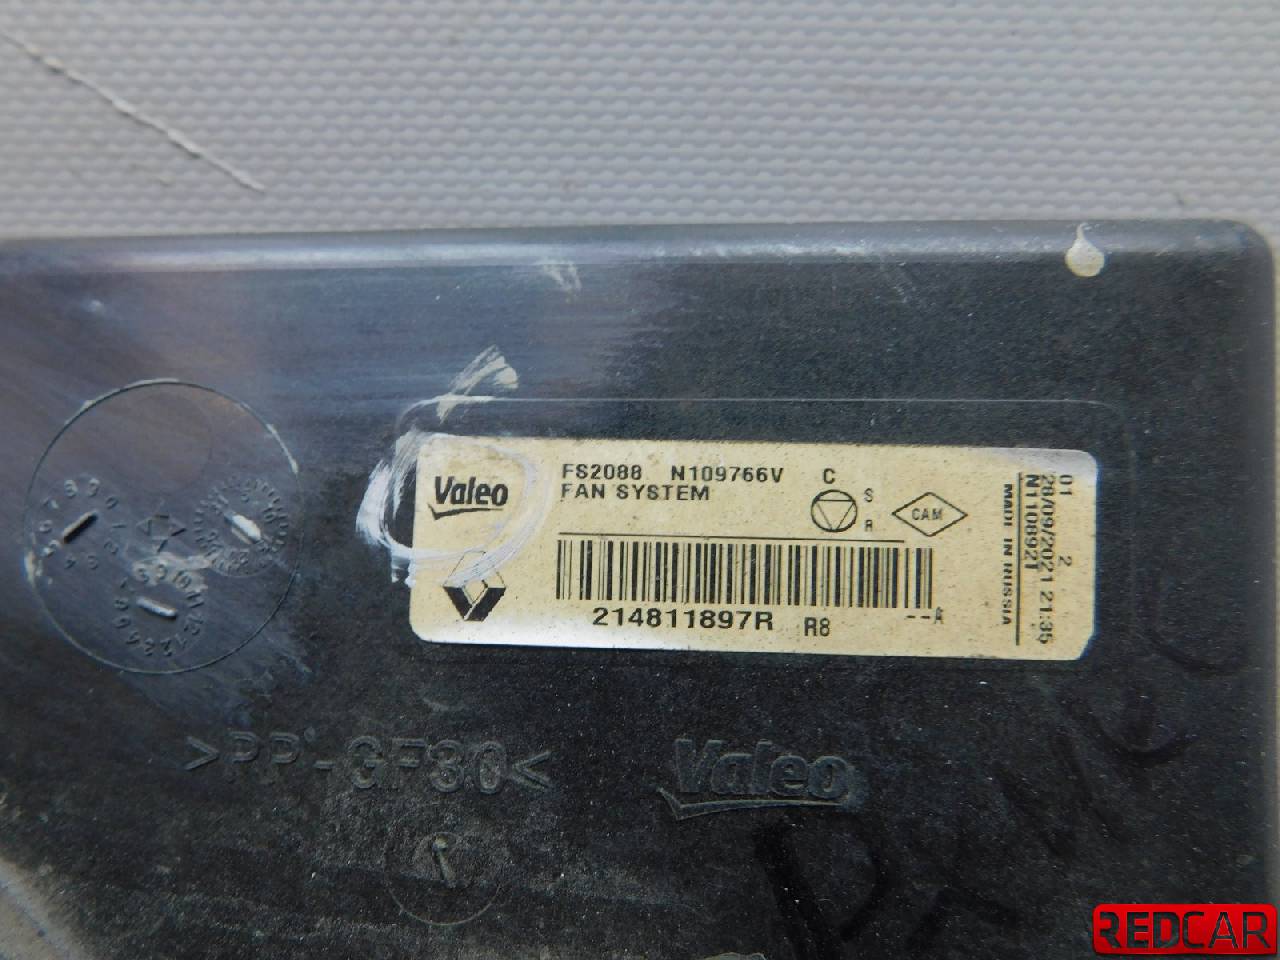 Valeo
FS2088 N109766V C
FAN SYSTEM
S
R
CAM
214811897R R8 --A
01 2
28/09/2021 21:35
N1108921
MADE IN RUSSIA
>PP-GF30<
Valeo
REDCAR